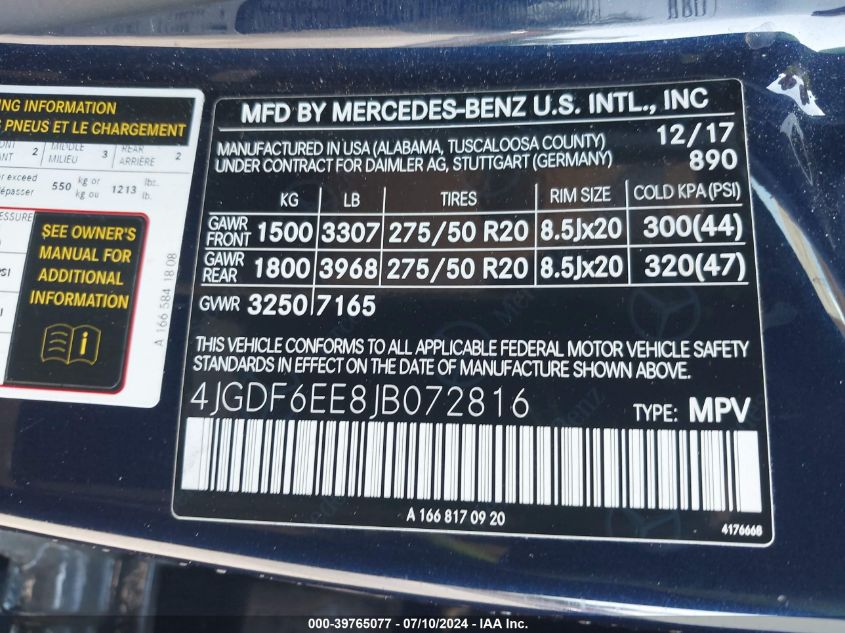 NG INFORMATION
PNEUS ET LE CHARGEMENT
2 MIDDLE MILIEU 3 REAR ARRIÈRE 2
exceed
550 kg or kg ou 1213 lbs. lb.
SEE OWNER'S
MANUAL FOR
ADDITIONAL
INFORMATION
A 166 584 18 08
MFD BY MERCEDES-BENZ U.S. INTL., INC
MANUFACTURED IN USA (ALABAMA, TUSCALOOSA COUNTY) 12/17
UNDER CONTRACT FOR DAIMLER AG, STUTTGART (GERMANY) 890
KG LB TIRES RIM SIZE COLD KPA (PSI)
GAWR FRONT 1500 3307 275/50 R20 8.5Jx20 300(44)
GAWR REAR 1800 3968 275/50 R20 8.5Jx20 320(47)
GVWR 3250 7165
THIS VEHICLE CONFORMS TO ALL APPLICABLE FEDERAL MOTOR VEHICLE SAFETY
STANDARDS IN EFFECT ON THE DATE OF MANUFACTURE SHOWN ABOVE.
4JGDF6EE8JB072816 TYPE: MPV
A 166 817 09 20
4176668
000-39765077 - 07/10/2024 - IAA Inc.